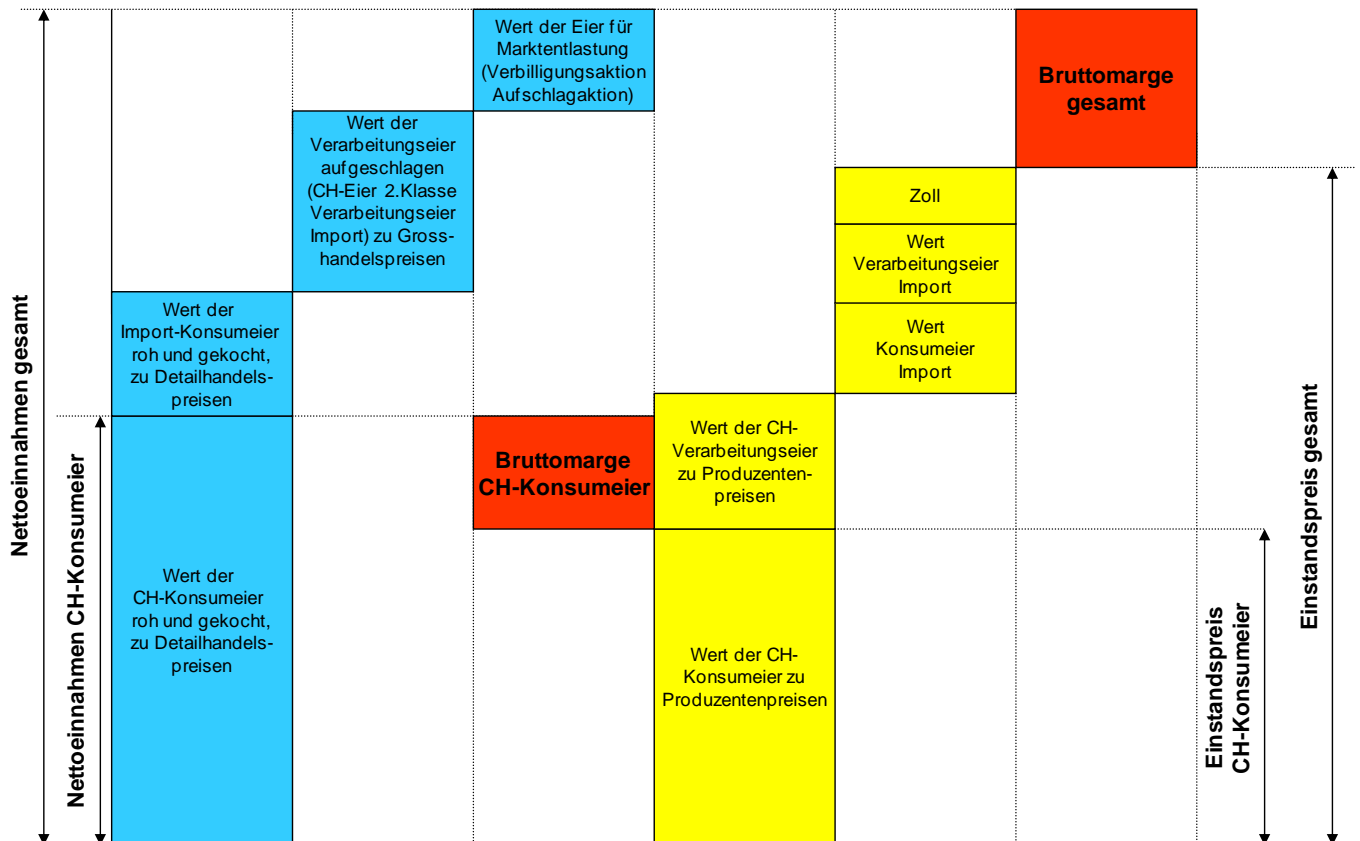 Nettoeinnahmen gesamt
Nettoeinnahmen CH-Konsumeier
Wert der
Import-Konsumeier
roh und gekocht,
zu Detailhandels-
preisen
Wert der
CH-Konsumeier
roh und gekocht,
zu Detailhandels-
preisen
Wert der
Verarbeitungseier
aufgeschlagen
(CH-Eier 2.Klasse
Verarbeitungseier
Import) zu Gross-
handelspreisen
Wert der Eier für
Marktentlastung
(Verbilligungsaktion
Aufschlagaktion)
Bruttomarge
CH-Konsumeier
Wert der CH-
Verarbeitungseier
zu Produzenten-
preisen
Wert der CH-
Konsumeier zu
Produzentenpreisen
Zoll
Wert
Verarbeitungseier
Import
Wert
Konsumeier
Import
Bruttomarge
gesamt
Einstandspreis
CH-Konsumeier
Einstandspreis gesamt